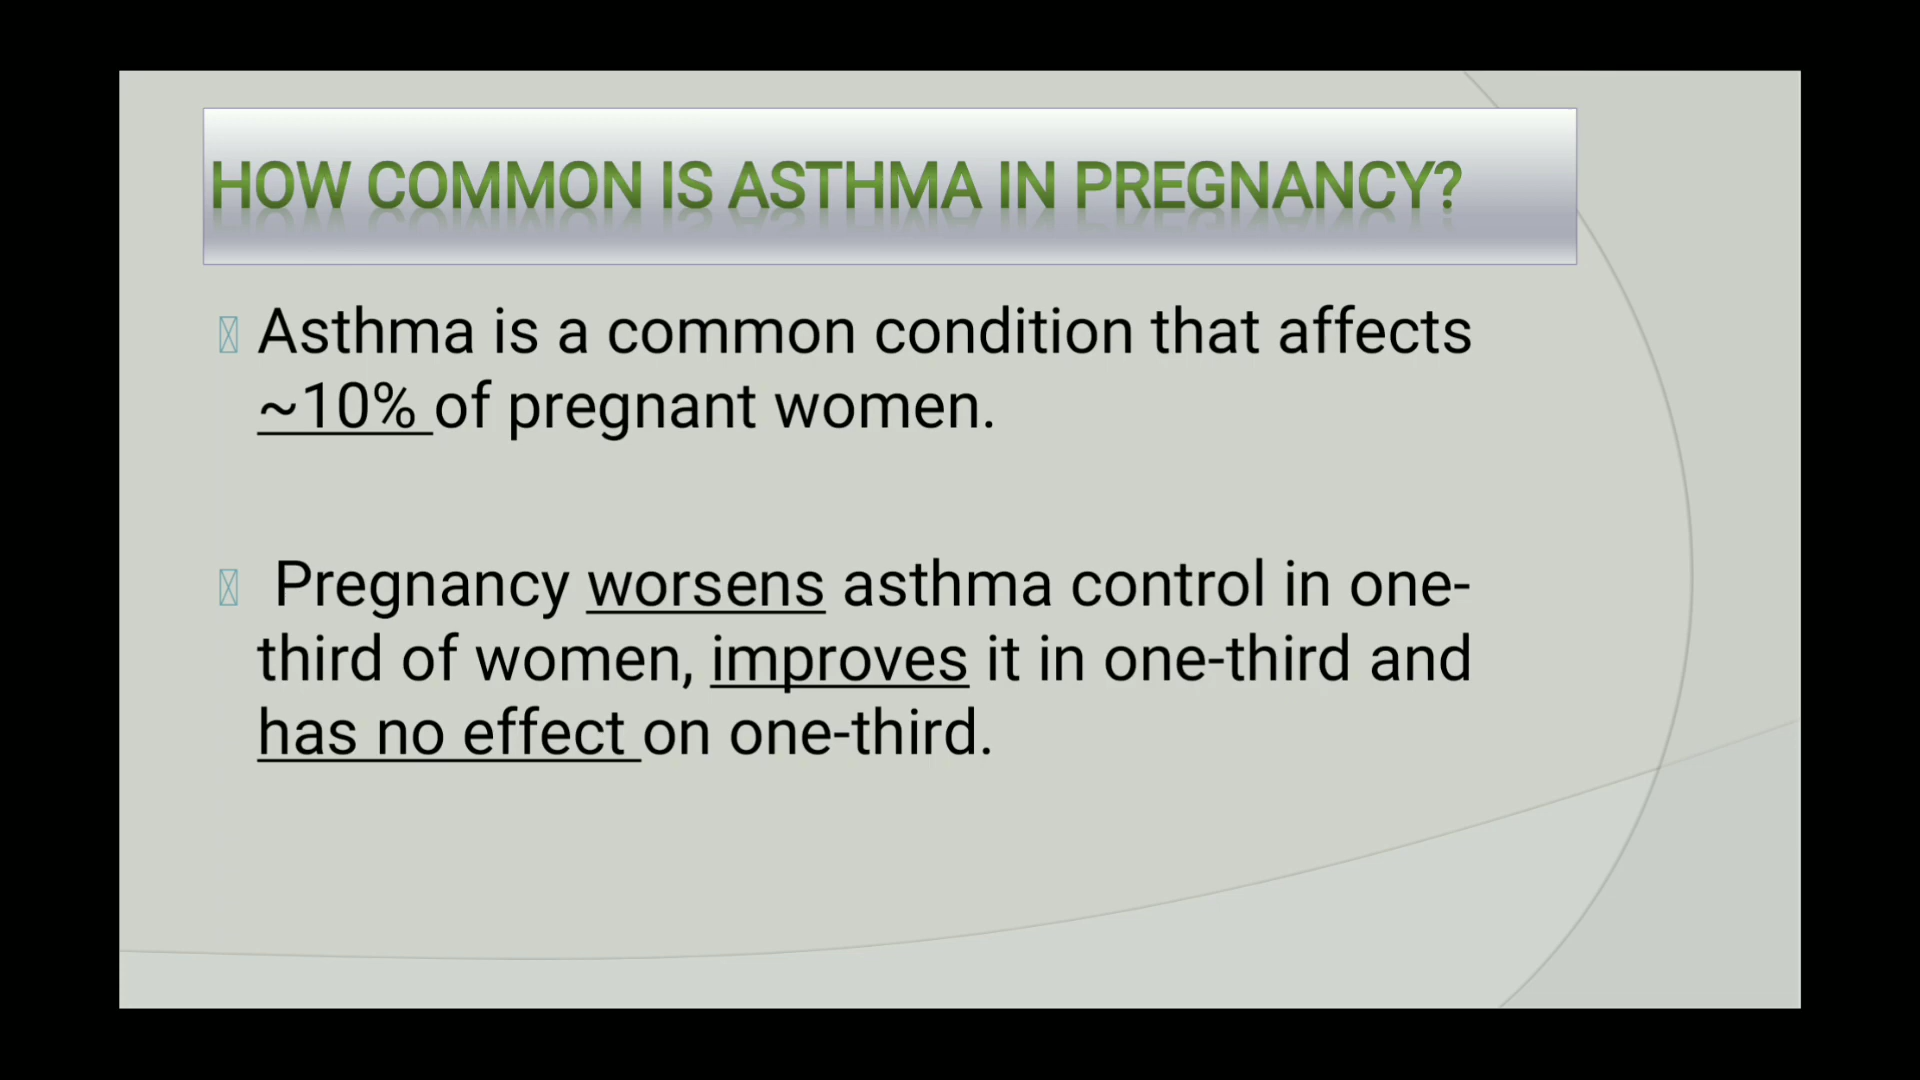 HOW COMMON IS ASTHMA IN PREGNANCY?
Asthma is a common condition that affects
~10% of pregnant women.
Pregnancy worsens asthma control in one-
third of women, improves it in one-third and
has no effect on one-third.